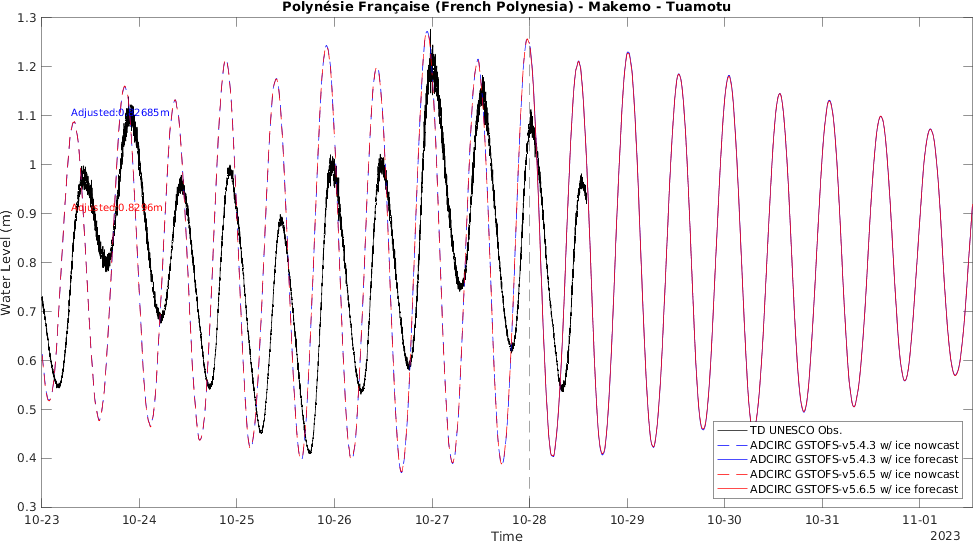 Polynésie Française (French Polynesia) - Makemo - Tuamotu
1.3
1.2
1.1
1
0.9
0.8
0.7
0.6
0.5
0.4
0.3
Water Level (m)
Adjusted:0.82685m
Adjusted:0.8296m
TD UNESCO Obs.
ADCIRC GSTOFS-v5.4.3 w/ ice nowcast
ADCIRC GSTOFS-v5.4.3 w/ ice forecast
ADCIRC GSTOFS-v5.6.5 w/ ice nowcast
ADCIRC GSTOFS-v5.6.5 w/ ice forecast
10-23 10-24 10-25 10-26 10-27 10-28 10-29 10-30 10-31 11-01
Time
2023